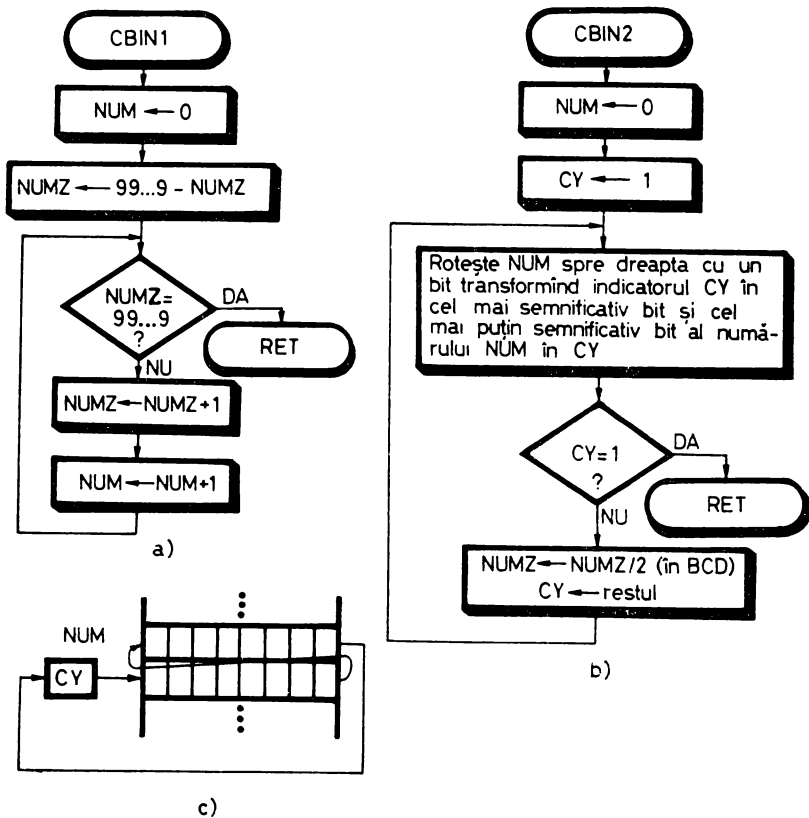 CBIN1
NUM ← 0
NUMZ ← 99...9 - NUMZ
NUMZ=
99...9
?
DA
RET
NU
NUMZ←NUMZ+1
NUM←NUM+1
a)
CBIN2
NUM ← 0
CY ← 1
Rotește NUM spre dreapta cu un
bit transformînd indicatorul CY în
cel mai semnificativ bit și cel
mai puțin semnificativ bit al numă-
rului NUM în CY
CY=1
?
DA
RET
NU
NUMZ←NUMZ/2 (în BCD)
CY←restul
b)
NUM
CY
c)